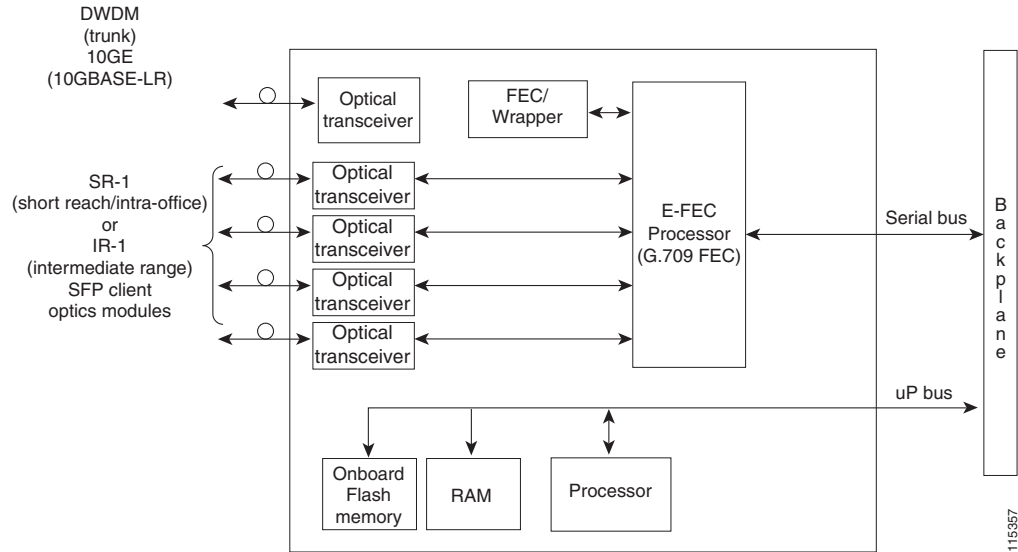 DWDM
(trunk)
10GE
(10GBASE-LR)
Optical
transceiver
FEC/
Wrapper
SR-1
(short reach/intra-office)
or
IR-1
(intermediate range)
SFP client
optics modules
Optical
transceiver
Optical
transceiver
Optical
transceiver
Optical
transceiver
E-FEC
Processor
(G.709 FEC)
Serial bus
Backplane
uP bus
Onboard
Flash
memory
RAM
Processor
115357